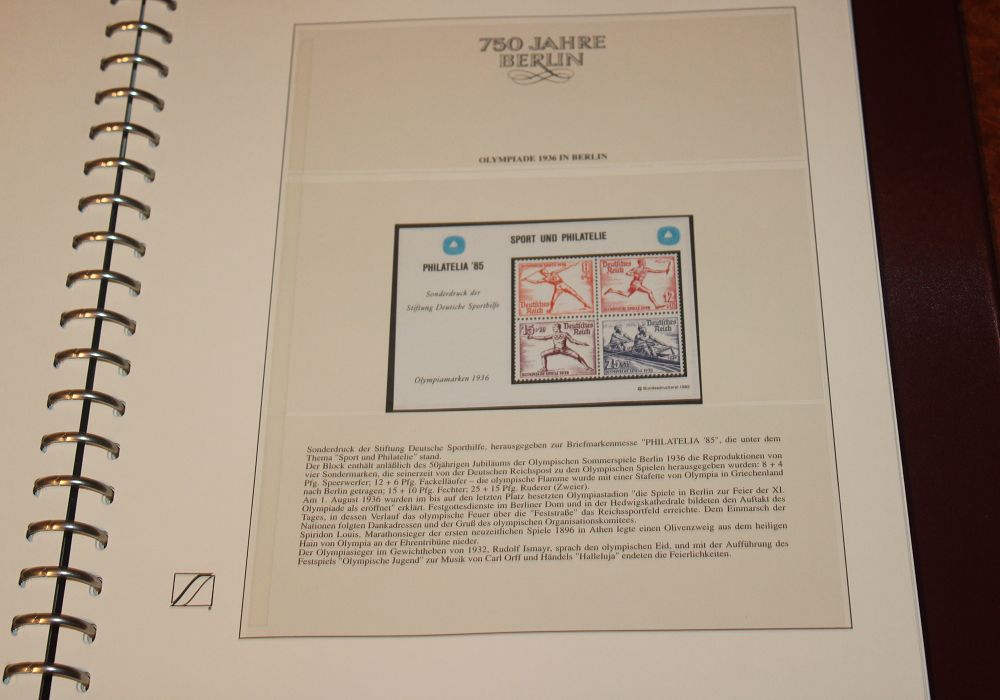 750 JAHRE
BERLIN
OLYMPIADE 1936 IN BERLIN
SPORT UND PHILATELIE
PHILATELIA '85
Sonderdruck der
Stiftung Deutsche Sporthilfe
Olympiamarken 1936
Deutsches
Reich
Deutsches
Reich
12
Deutsches
Reich
15
Deutsches
Reich
© Bundesdruckerei 1985
Sonderdruck der Stiftung Deutsche Sporthilfe, herausgegeben zur Briefmarkenmesse "PHILATELIA '85", die unter dem
Thema "Sport und Philatelie" stand.
Der Block enthält anläßlich des 50jährigen Jubiläums der Olympischen Sommerspiele Berlin 1936 die Reproduktionen von
vier Sondermarken, die seinerzeit von der Deutschen Reichspost zu den Olympischen Spielen herausgegeben wurden: 8 + 4
Pfg. Speerwerfer; 12 + 6 Pfg. Fackelläufer – die olympische Flamme wurde mit einer Stafette von Olympia in Griechenland
nach Berlin getragen; 15 + 10 Pfg. Fechter; 25 + 15 Pfg. Ruderer (Zweier).
Am 1. August 1936 wurden im bis auf den letzten Platz besetzten Olympiastadion "die Spiele in Berlin zur Feier der XI.
Olympiade als eröffnet" erklärt. Festgottesdienste im Berliner Dom und in der Hedwigskathedrale bildeten den Auftakt des
Tages, in dessen Verlauf das olympische Feuer über die "Feststraße" das Reichssportfeld erreichte. Dem Einmarsch der
Nationen folgten Dankadressen und der Gruß des olympischen Organisationskomitees.
Spiridon Louis, Marathonsieger der ersten neuzeitlichen Spiele 1896 in Athen legte einen Olivenzweig aus dem heiligen
Hain von Olympia an der Ehrentribüne nieder.
Der Olympiasieger im Gewichtheben von 1932, Rudolf Ismayr, sprach den olympischen Eid, und mit der Aufführung des
Festspiels "Olympische Jugend" zur Musik von Carl Orff und Händels "Halleluja" endeten die Feierlichkeiten.